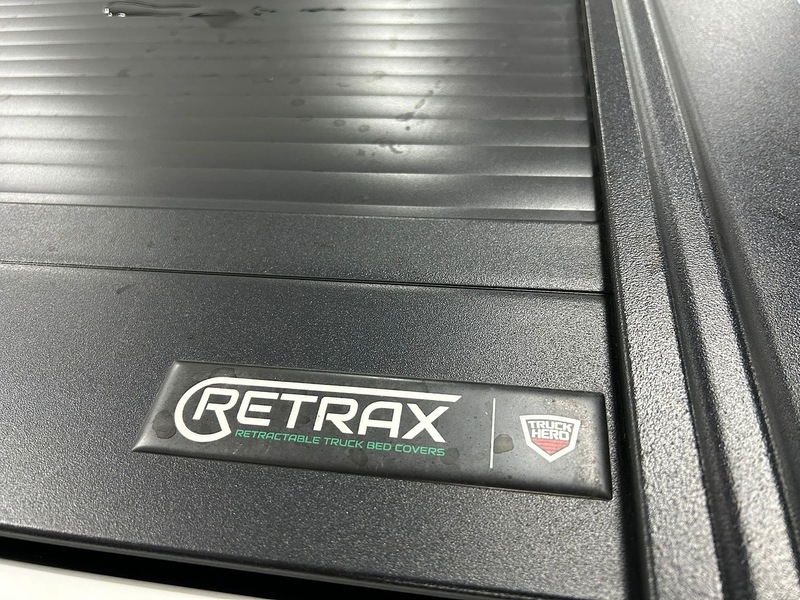 RETRAX
RETRACTABLE TRUCK BED COVERS
TRUCK
HERO